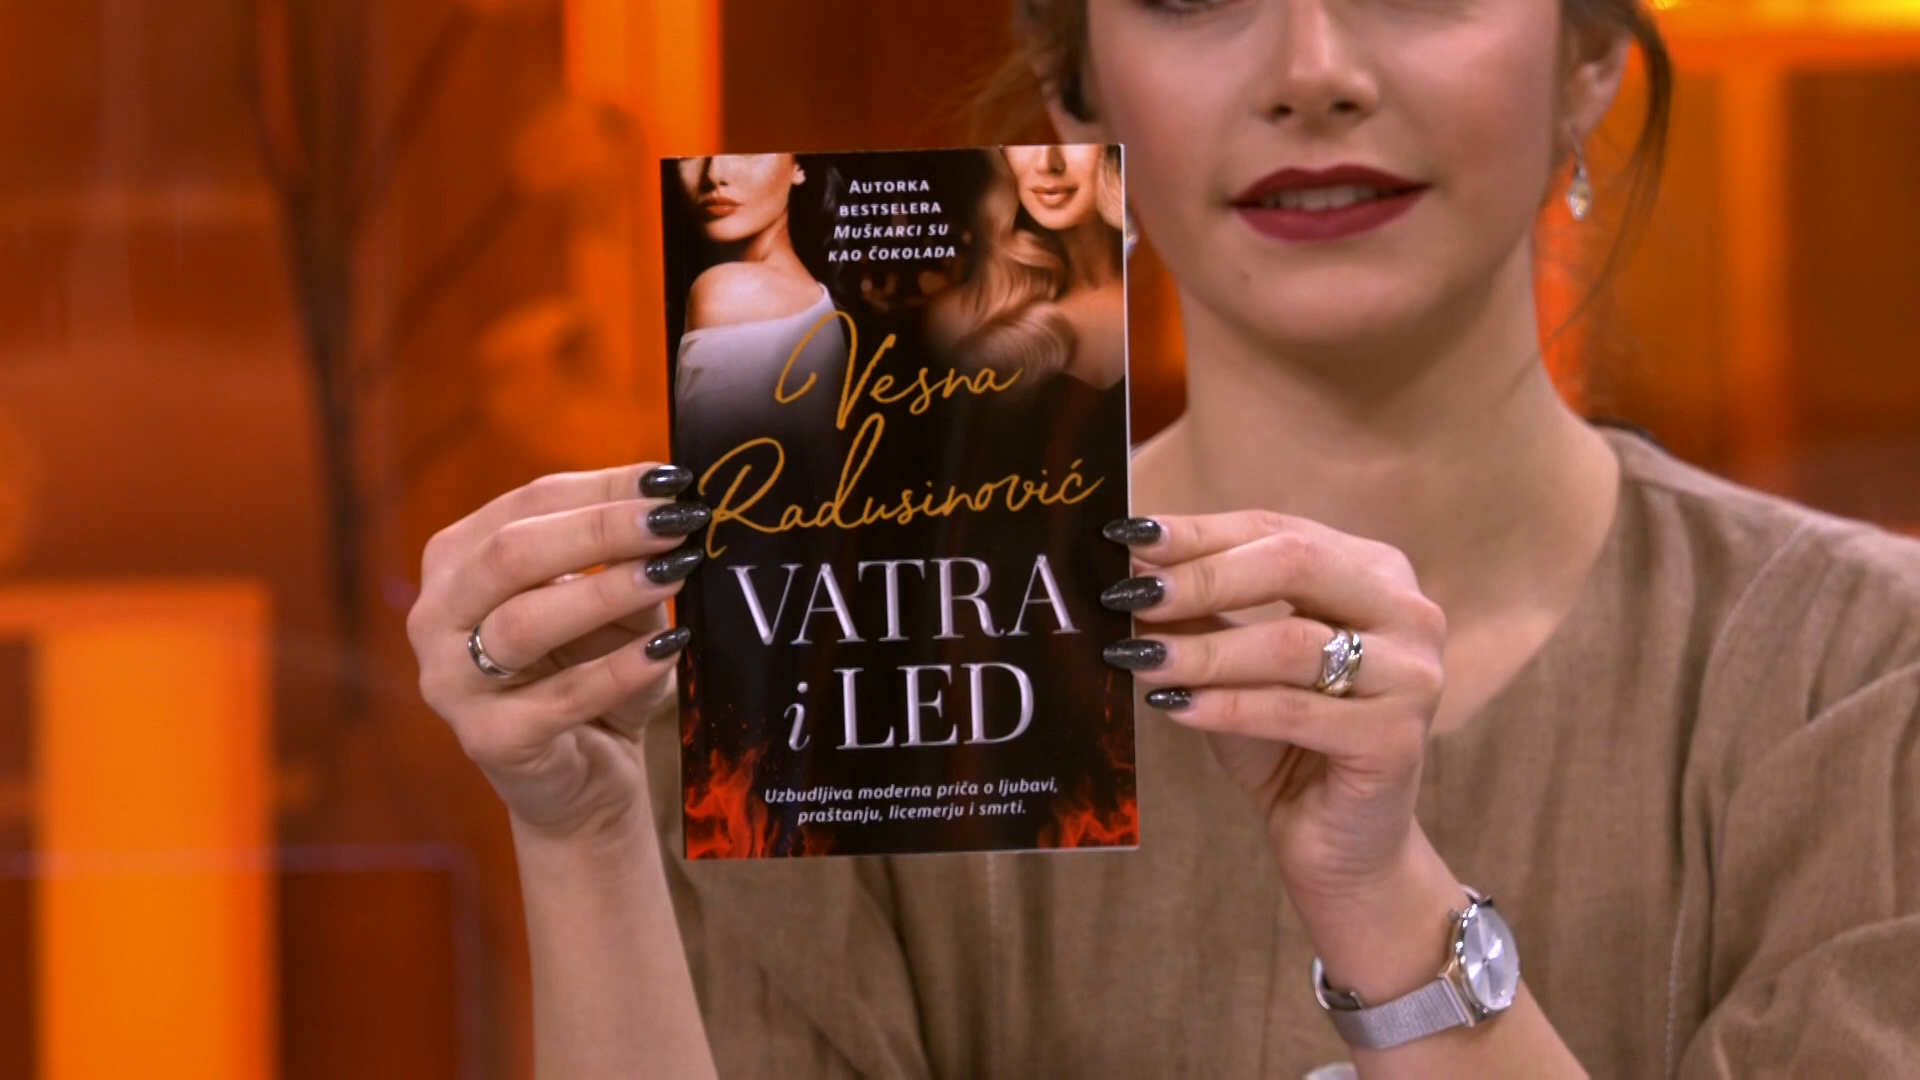 AUTORKA
BESTSELERA
MUŠKARCI SU
KAO ČOKOLADA
Vesna
Radusinović
VATRA
i LED
Uzbudljiva moderna priča o ljubavi,
praštanju, licemerju i smrti.